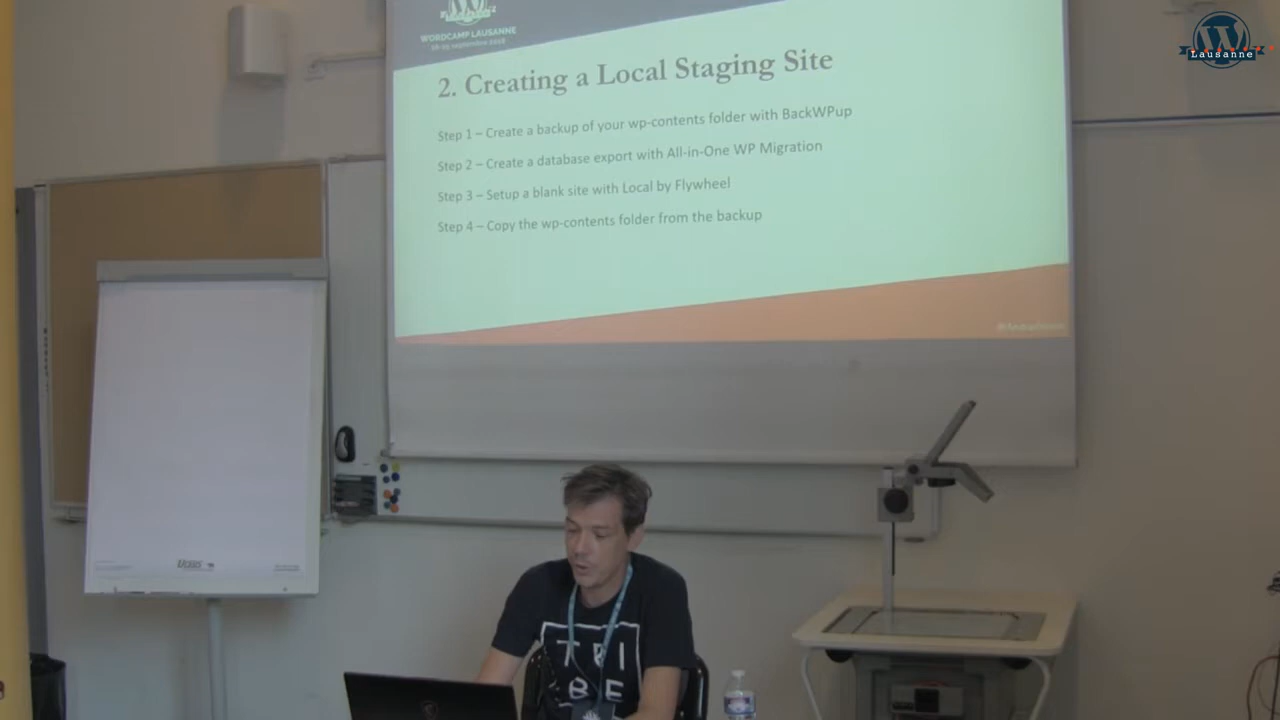 WORDCAMP LAUSANNE
2. Creating a Local Staging Site
Step 1 – Create a backup of your wp-contents folder with BackWPup
Step 2 – Create a database export with All-in-One WP Migration
Step 3 – Setup a blank site with Local by Flywheel
Step 4 – Copy the wp-contents folder from the backup
Lausanne
TRI
BE